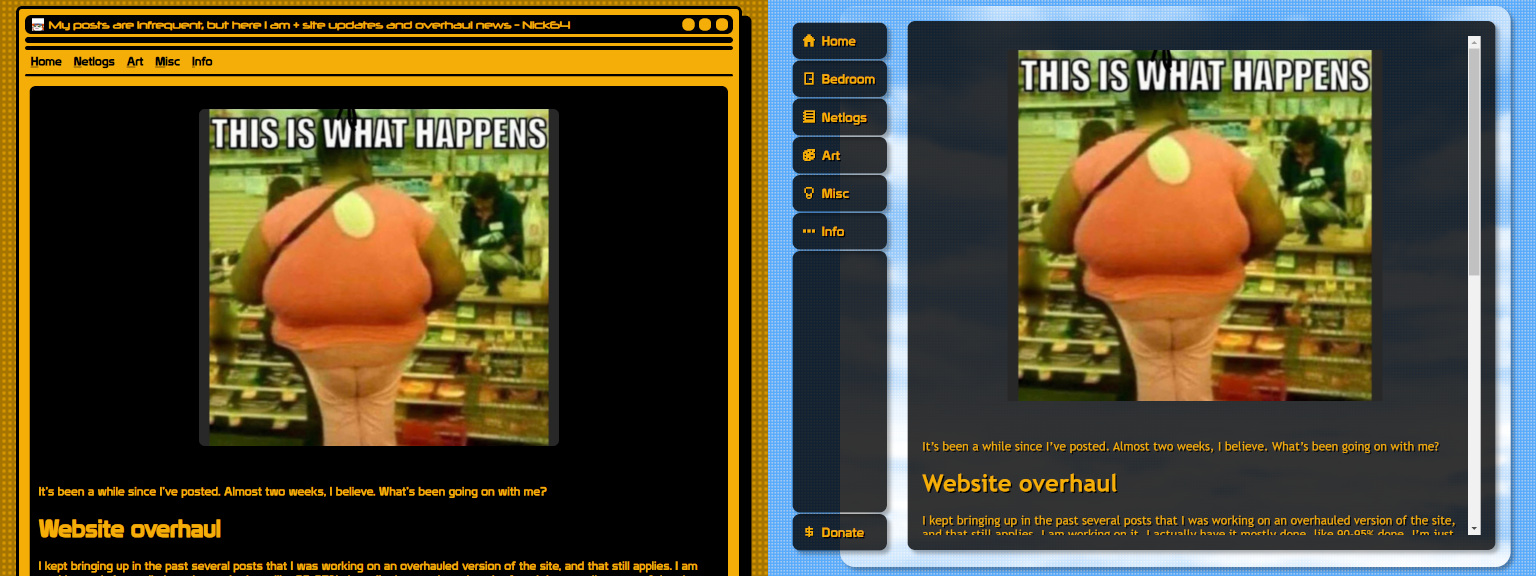 My posts are infrequent, but here I am + site updates and overhaul news - Nick64
Home Netlogs Art Misc Info
THIS IS WHAT HAPPENS
It's been a while since I've posted. Almost two weeks, I believe. What's been going on with me?
Website overhaul
I kept bringing up in the past several posts that I was working on an overhauled version of the site, and that still applies. I am
Home
Bedroom
Netlogs
Art
Misc
Info
Donate
THIS IS WHAT HAPPENS
It's been a while since I've posted. Almost two weeks, I believe. What's been going on with me?
Website overhaul
I kept bringing up in the past several posts that I was working on an overhauled version of the site,
and that still applies. I am working on it. I actually have it mostly done, like 90-95% done. I'm just